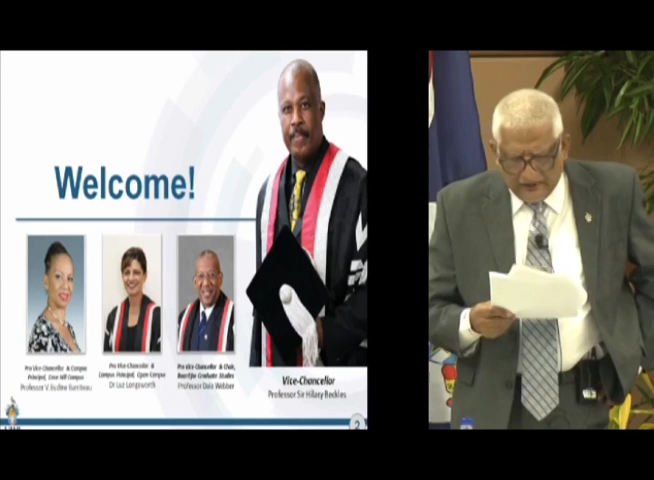 Welcome!
Pro Vice-Chancellor & Campus
Principal, Cave Hill Campus
Professor V. Eudine Barriteau
Pro Vice-Chancellor &
Campus Principal, Open Campus
Dr Luz Longsworth
Pro Vice-Chancellor & Chair,
Board for Graduate Studies
Professor Dale Webber
Vice-Chancellor
Professor Sir Hilary Beckles
2